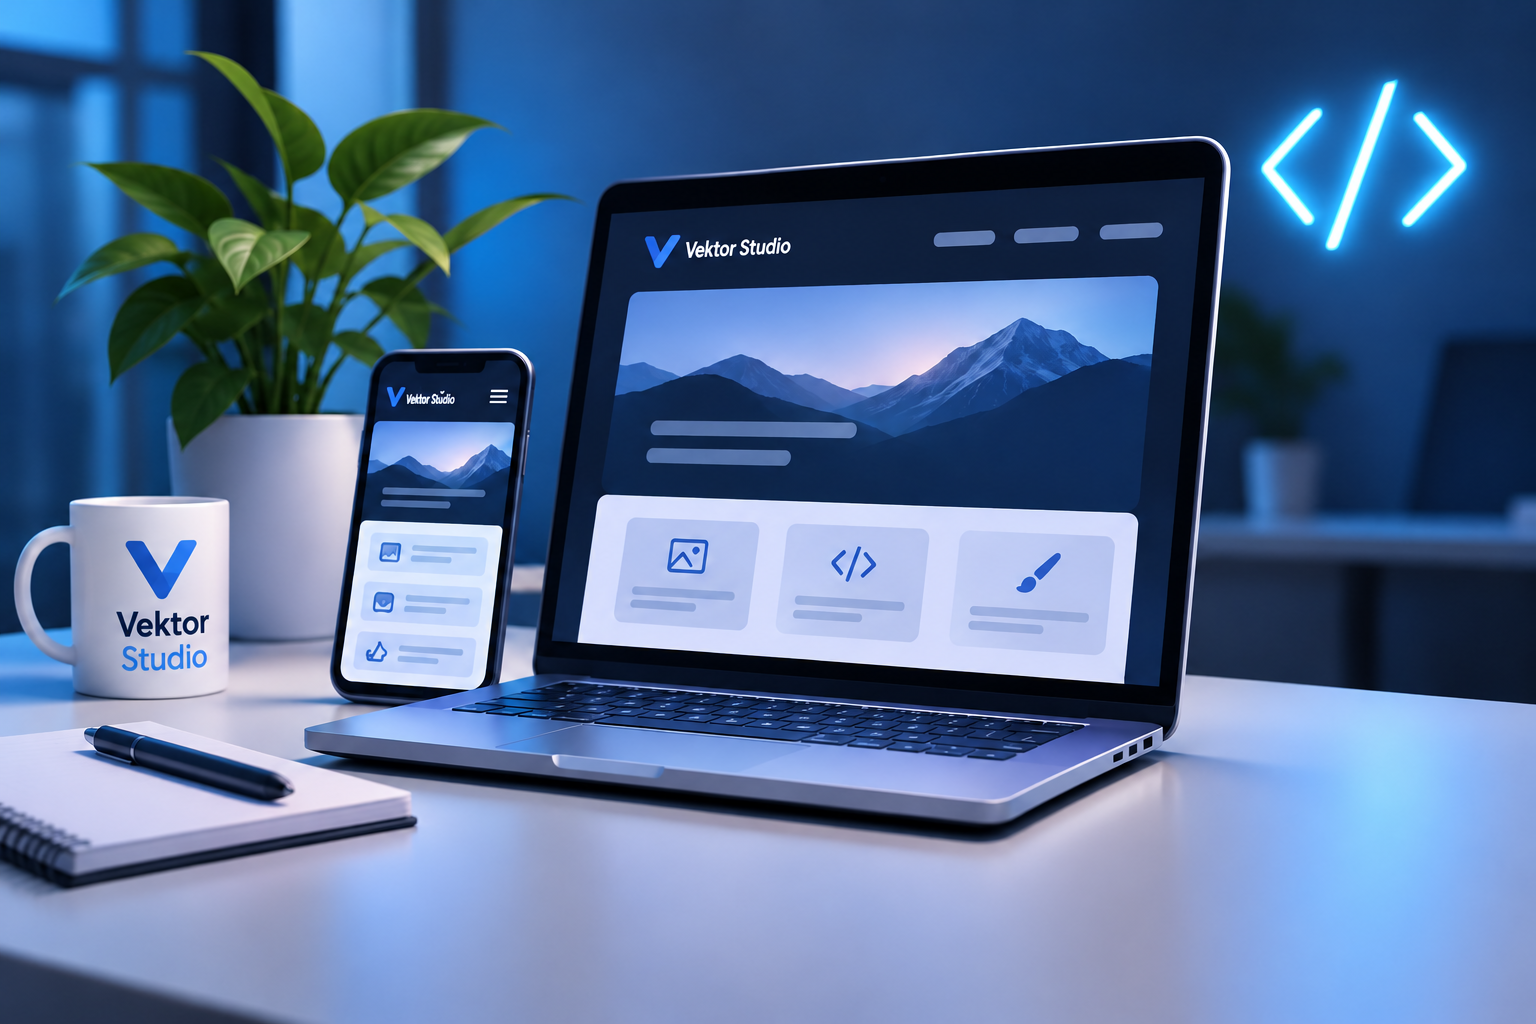 Vektor Studio
Vektor Studio
Vektor
Studio
</>
</>